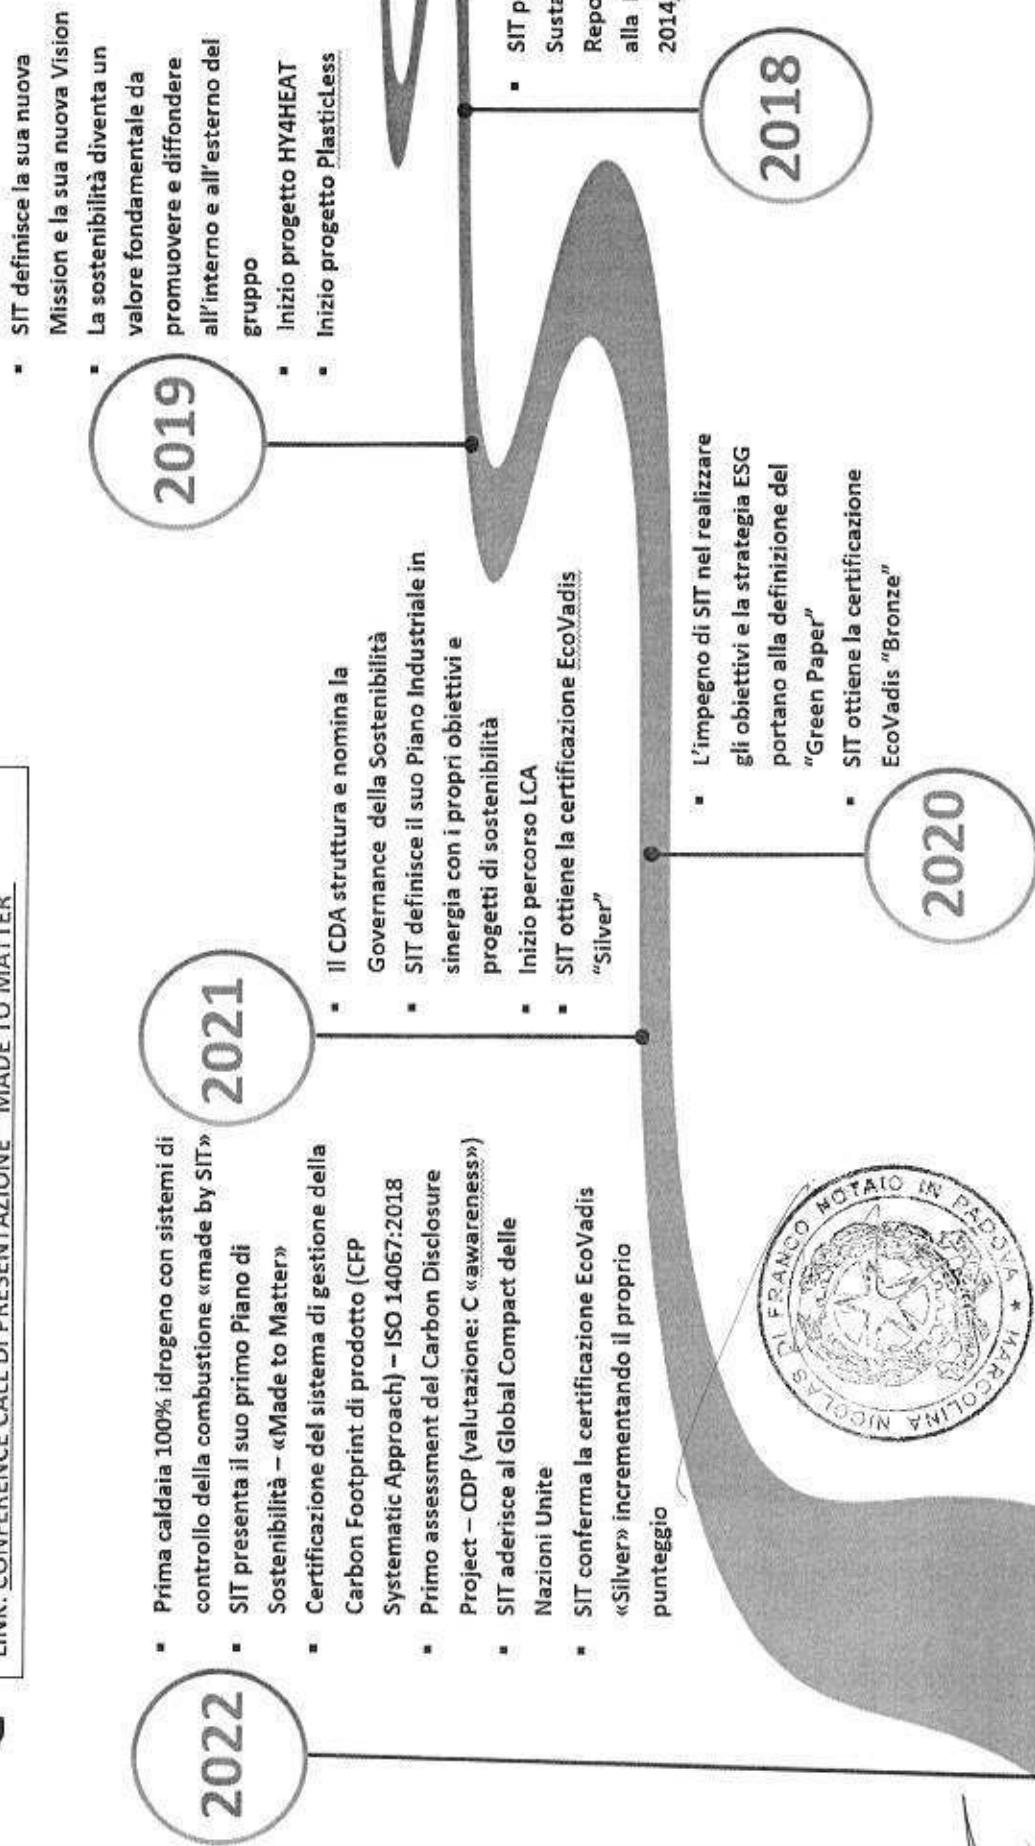 LINK: CONFERENCE CALL DI PRESENTAZIONE "MADE TO MATTER"
2022
▪ Prima caldaia 100% idrogeno con sistemi di
controllo della combustione «made by SIT»
▪ SIT presenta il suo primo Piano di
Sostenibilità – «Made to Matter»
▪ Certificazione del sistema di gestione della
Carbon Footprint di prodotto (CFP
Systematic Approach) – ISO 14067:2018
▪ Primo assessment del Carbon Disclosure
Project – CDP (valutazione: C «awareness»)
▪ SIT aderisce al Global Compact delle
Nazioni Unite
▪ SIT conferma la certificazione EcoVadis
«Silver» incrementando il proprio
punteggio
2021
▪ Il CDA struttura e nomina la
Governance della Sostenibilità
▪ SIT definisce il suo Piano Industriale in
sinergia con i propri obiettivi e
progetti di sostenibilità
▪ Inizio percorso LCA
▪ SIT ottiene la certificazione EcoVadis
"Silver"
2020
▪ L'impegno di SIT nel realizzare
gli obiettivi e la strategia ESG
portano alla definizione del
"Green Paper"
▪ SIT ottiene la certificazione
EcoVadis "Bronze"
2019
▪ SIT definisce la sua nuova
Mission e la sua nuova Vision
▪ La sostenibilità diventa un
valore fondamentale da
promuovere e diffondere
all'interno e all'esterno del
gruppo
▪ Inizio progetto HY4HEAT
▪ Inizio progetto PlasticLess
2018
▪ SIT p
Susta
Repo
alla
2014
MARCOLINA NICOLAS DI FRANCO NOTAIO IN PADOVA *